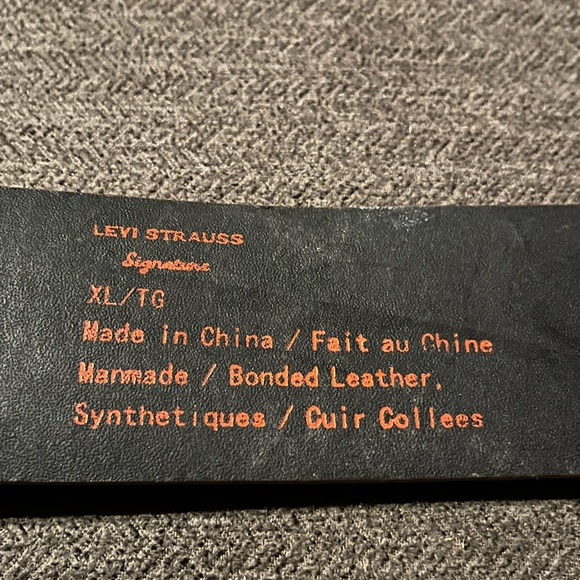 LEVI STRAUSS
Signature
XL/TG
Made in China / Fait au Chine
Manmade / Bonded Leather.
Synthetiques / Cuir Collees